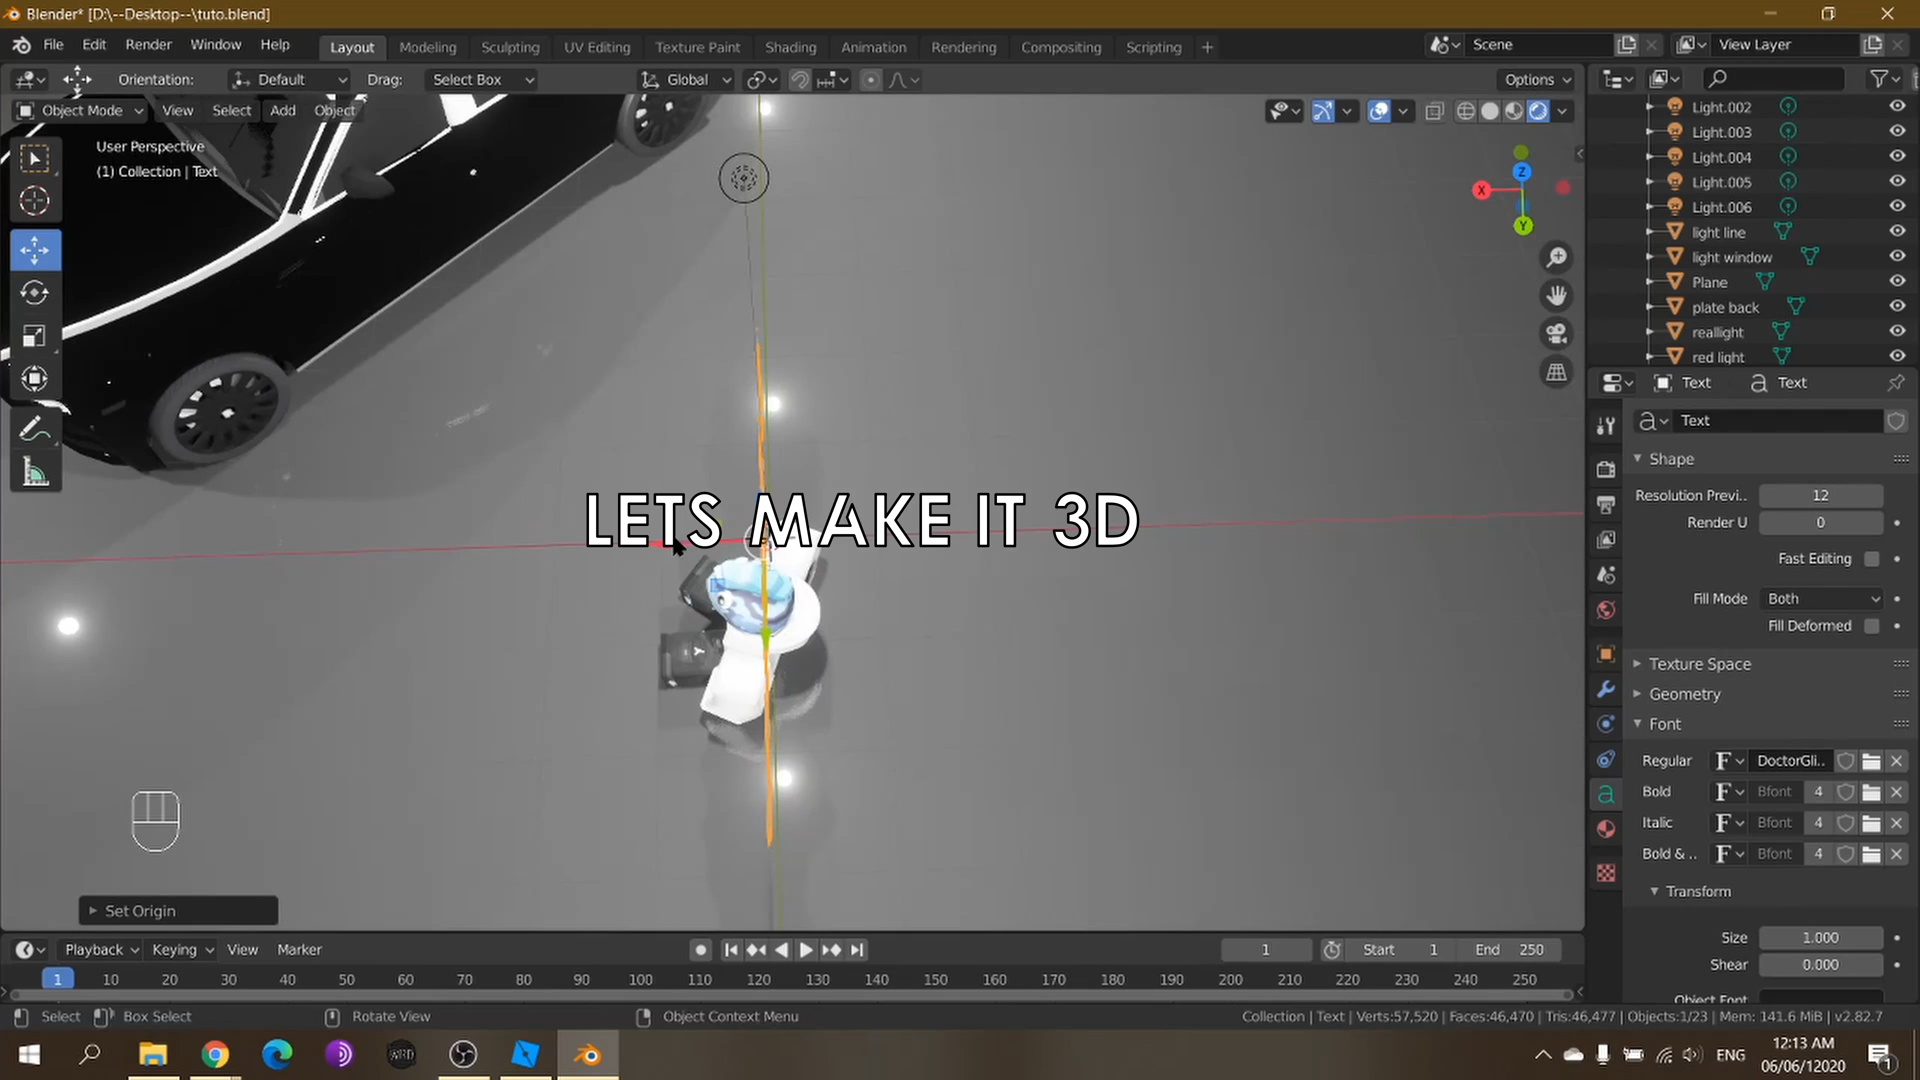 Blender* [D:\--Desktop--\tuto.blend]
File Edit Render Window Help Layout Modeling Sculpting UV Editing Texture Paint Shading Animation Rendering Compositing Scripting + Scene View Layer
Orientation: Default Drag: Select Box Global Options
Object Mode View Select Add Object
User Perspective
(1) Collection | Text
Z
X
Y
Light.002
Light.003
Light.004
Light.005
Light.006
light line
light window
Plane
plate back
reallight
red light
Text Text
Text
Shape
Resolution Previ.. 12
Render U 0
Fast Editing
Fill Mode Both
Fill Deformed
Texture Space
Geometry
Font
Regular F DoctorGli..
Bold F Bfont 4
Italic F Bfont 4
Bold & .. F Bfont 4
Transform
Size 1.000
Shear 0.000
Object Font
LETS MAKE IT 3D
Set Origin
Playback Keying View Marker 1 Start 1 End 250
1 10 20 30 40 50 60 70 80 90 100 110 120 130 140 150 160 170 180 190 200 210 220 230 240 250
Select Box Select Rotate View Object Context Menu Collection | Text | Verts:57,520 | Faces:46,470 | Tris:46,477 | Objects:1/23 | Mem: 141.6 MiB | v2.82.7
ENG
12:13 AM
06/06/2020
1